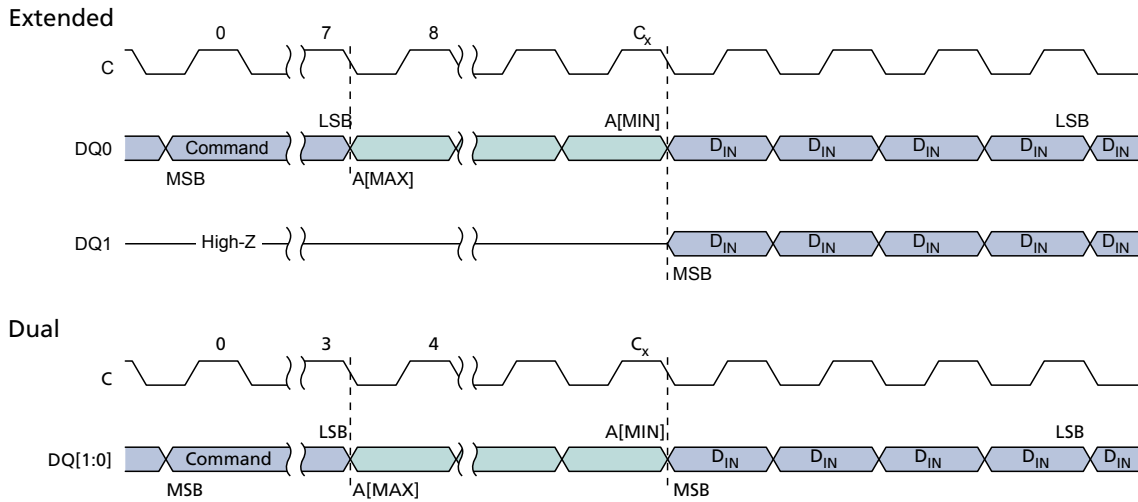 Extended
0 7 8 Cx
C
LSB A[MIN] LSB
DQ0 Command DIN DIN DIN DIN DIN
MSB A[MAX]
DQ1 High-Z DIN DIN DIN DIN DIN
MSB
Dual
0 3 4 Cx
C
LSB A[MIN] LSB
DQ[1:0] Command DIN DIN DIN DIN DIN
MSB A[MAX] MSB